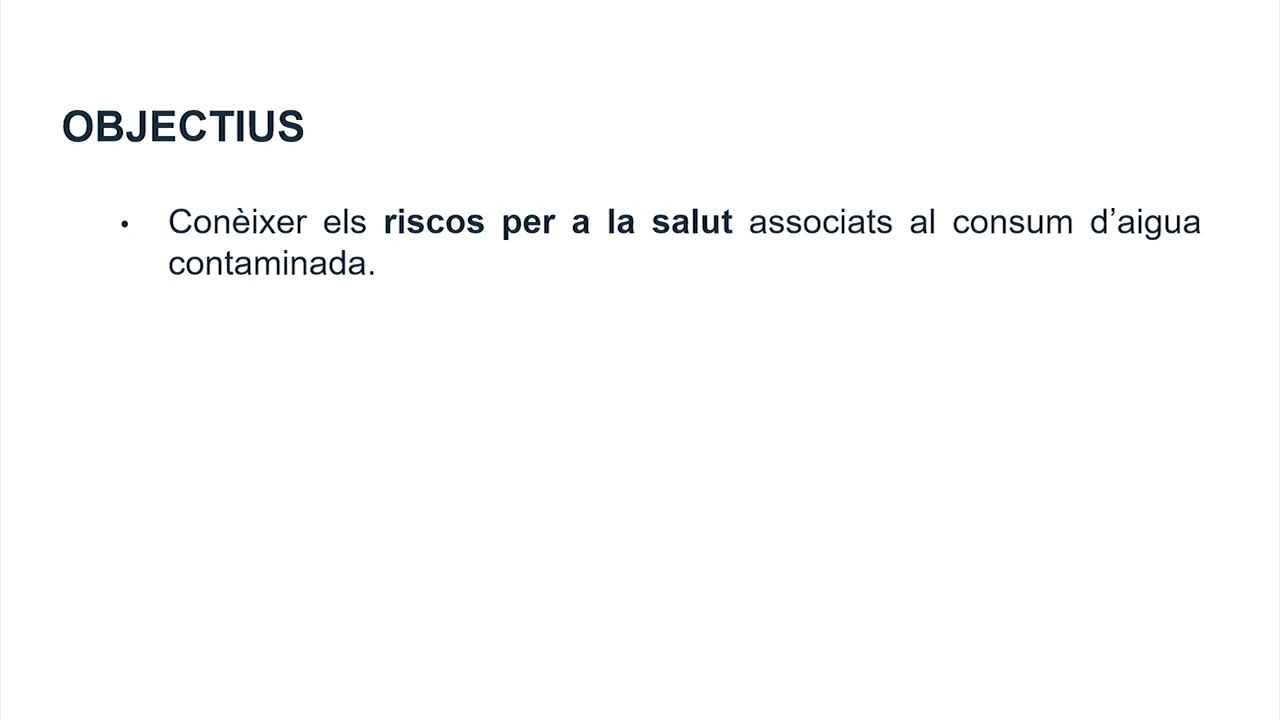 OBJECTIUS
• Conèixer els riscos per a la salut associats al consum d’aigua
contaminada.